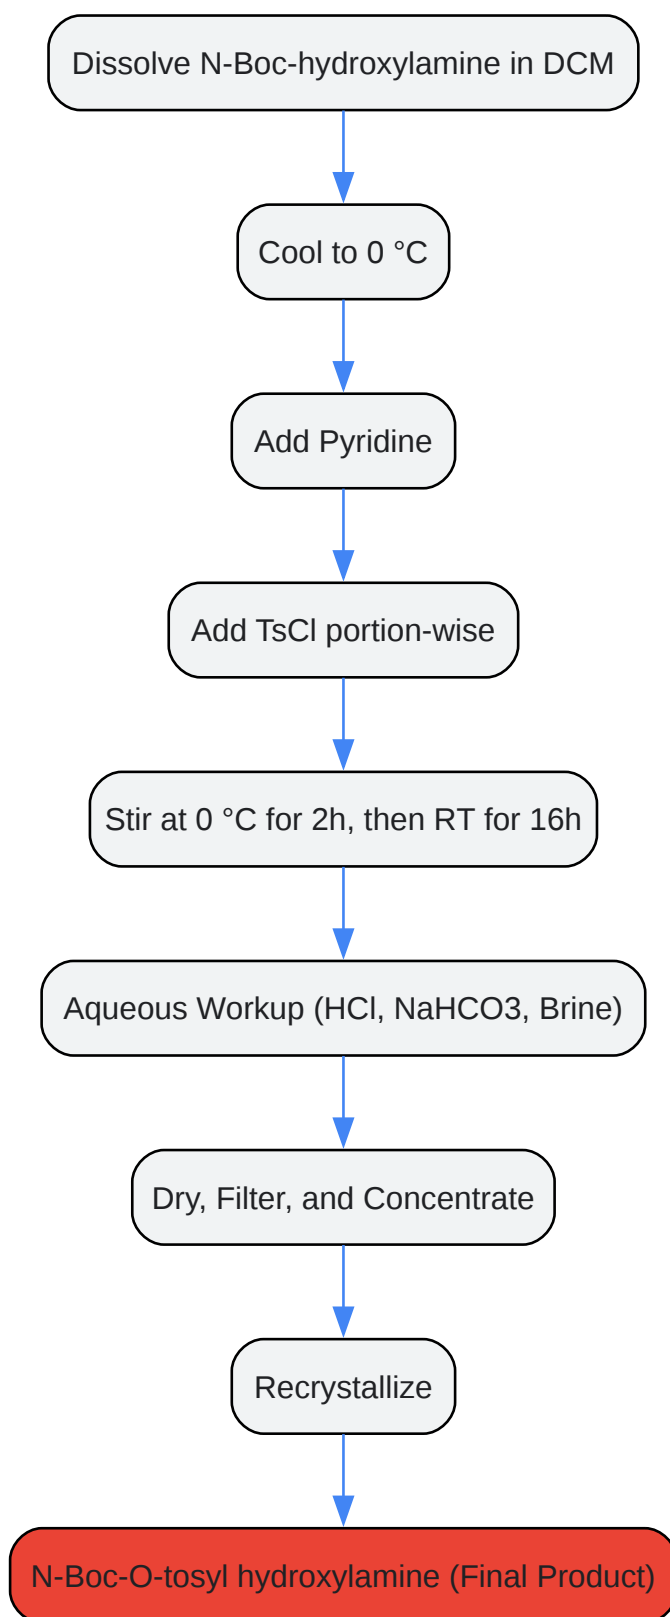 Dissolve N-Boc-hydroxylamine in DCM
Cool to 0 °C
Add Pyridine
Add TsCl portion-wise
Stir at 0 °C for 2h, then RT for 16h
Aqueous Workup (HCl, NaHCO3, Brine)
Dry, Filter, and Concentrate
Recrystallize
N-Boc-O-tosyl hydroxylamine (Final Product)